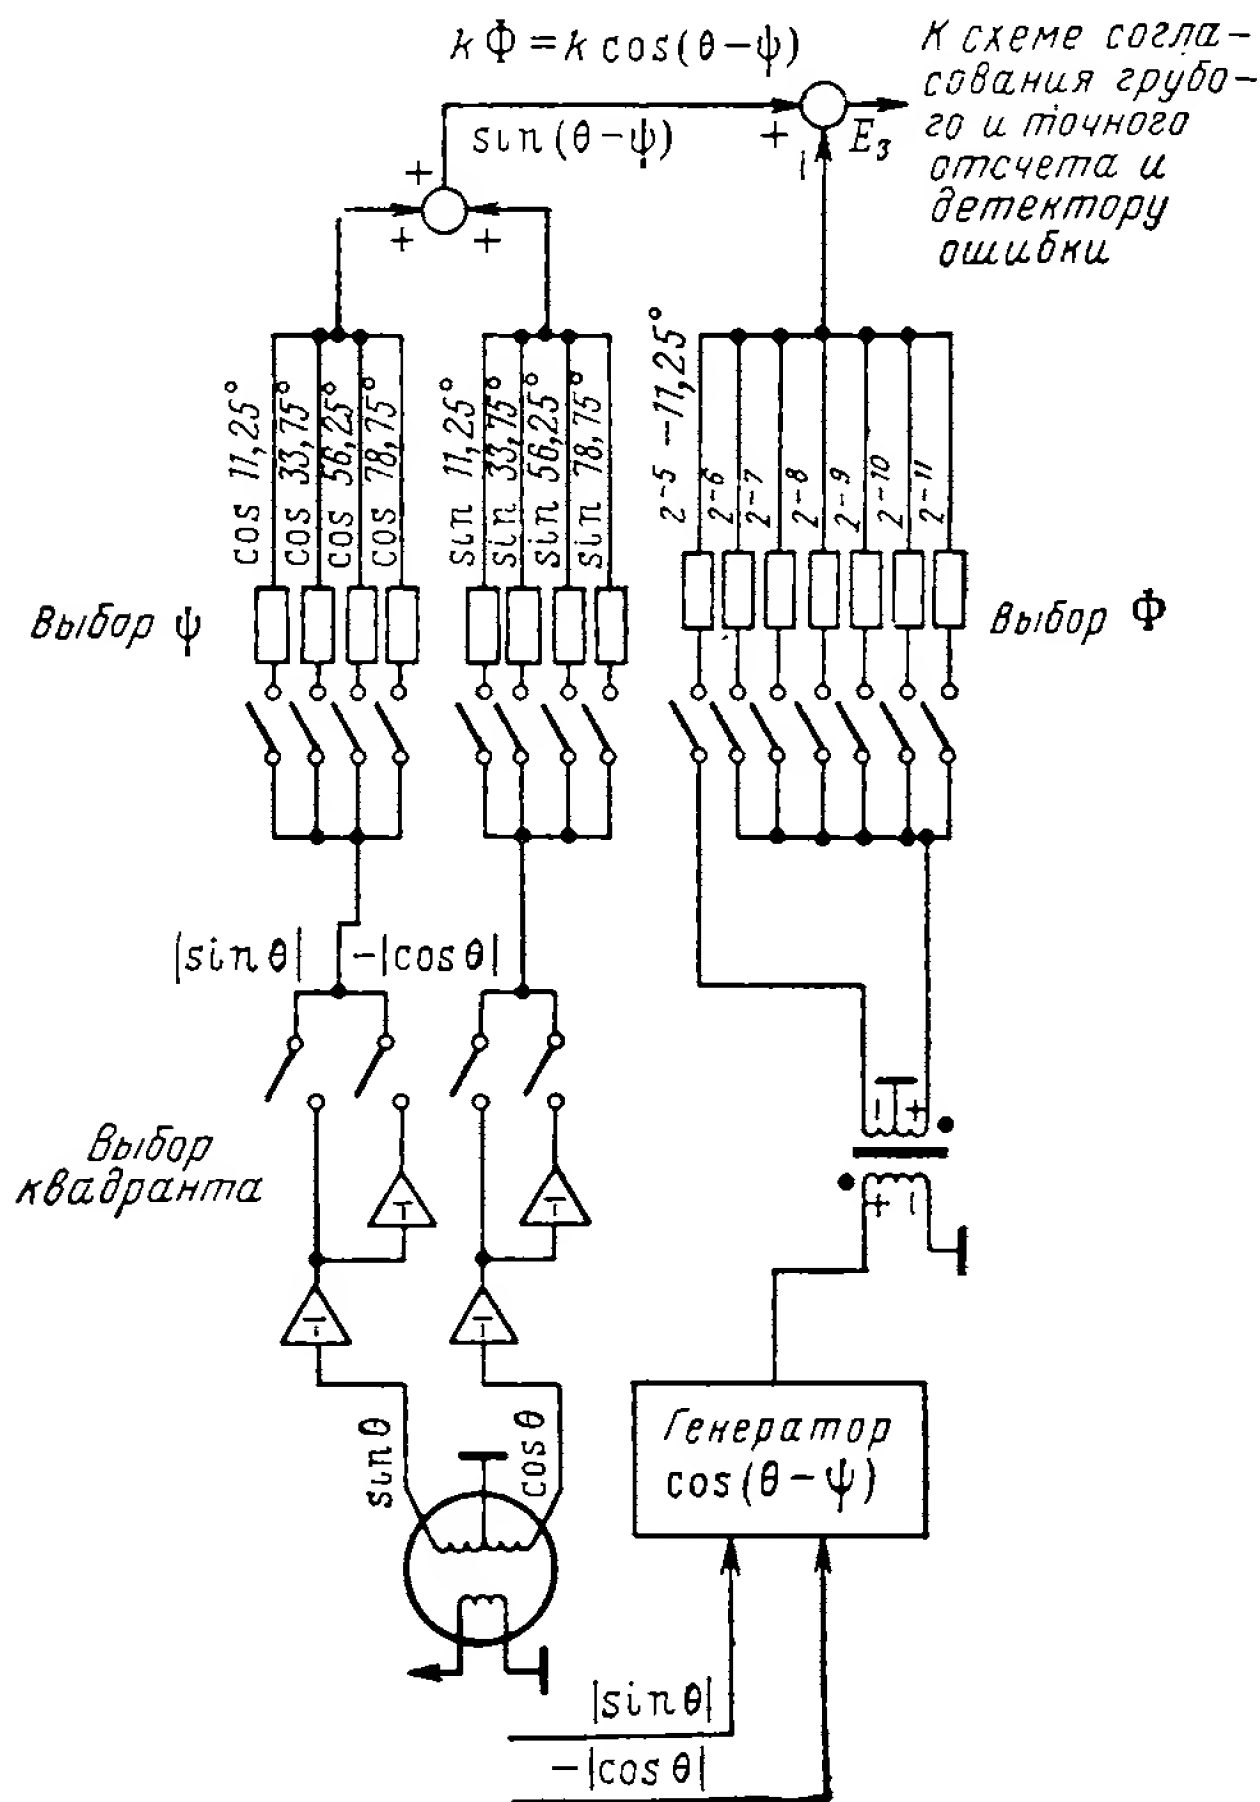 kΦ = k cos(θ-ψ)
К схеме согла-
сования грубо-
го и точного
отсчета и
детектору
ошибки
sin(θ-ψ)
+
E₃
+
+
+
cos 11,25°
cos 33,75°
cos 56,25°
cos 78,75°
sin 11,25°
sin 33,75°
sin 56,25°
sin 78,75°
2-5 -11,25°
2-6
2-7
2-8
2-9
2-10
2-11
Выбор ψ
Выбор Φ
|sin θ|
-|cos θ|
Выбор
квадранта
- +
+ -
sin θ
cos θ
Генератор
cos(θ-ψ)
|sin θ|
-|cos θ|